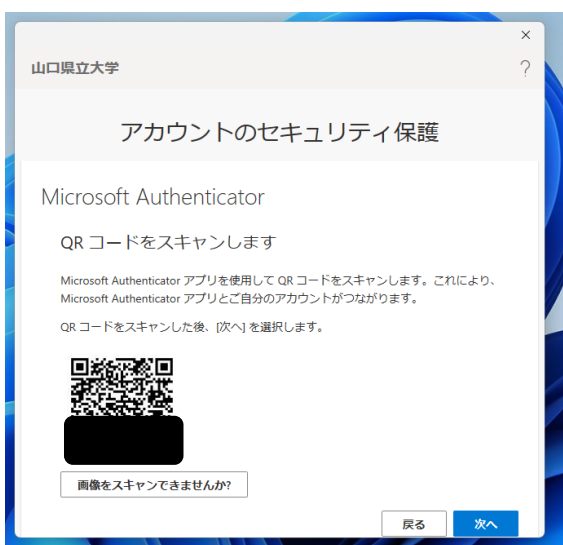 山口県立大学
?
アカウントのセキュリティ保護
Microsoft Authenticator
QR コードをスキャンします
Microsoft Authenticator アプリを使用して QR コードをスキャンします。これにより、
Microsoft Authenticator アプリとご自分のアカウントがつながります。
QR コードをスキャンした後、[次へ] を選択します。
画像をスキャンできませんか?
戻る
次へ